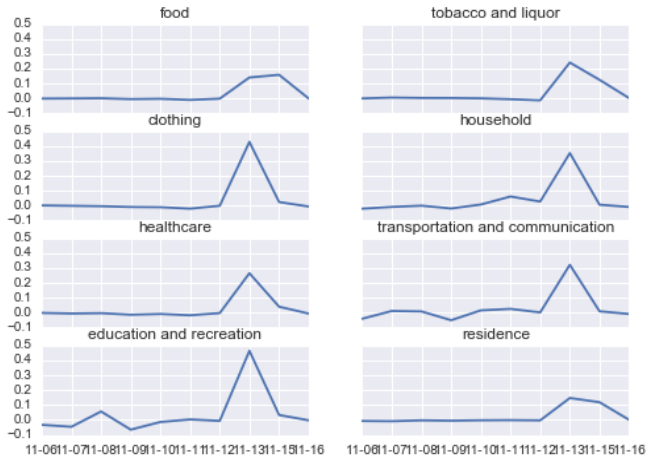 food
0.5
0.4
0.3
0.2
0.1
0.0
−0.1
tobacco and liquor
clothing
0.5
0.4
0.3
0.2
0.1
0.0
−0.1
household
healthcare
0.5
0.4
0.3
0.2
0.1
0.0
−0.1
transportation and communication
education and recreation
0.5
0.4
0.3
0.2
0.1
0.0
−0.1
11-06 11-07 11-08 11-09 11-10 11-11 11-12 11-13 11-15 11-16
residence
11-06 11-07 11-08 11-09 11-10 11-11 11-12 11-13 11-15 11-16